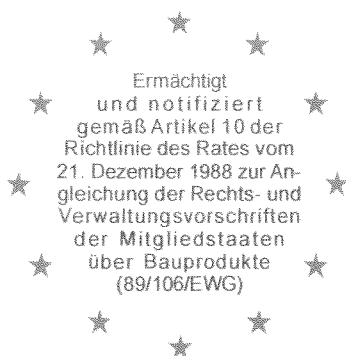 Ermächtigt
und notifiziert
gemäß Artikel 10 der
Richtlinie des Rates vom
21. Dezember 1988 zur An-
gleichung der Rechts- und
Verwaltungsvorschriften
der Mitgliedstaaten
über Bauprodukte
(89/106/EWG)